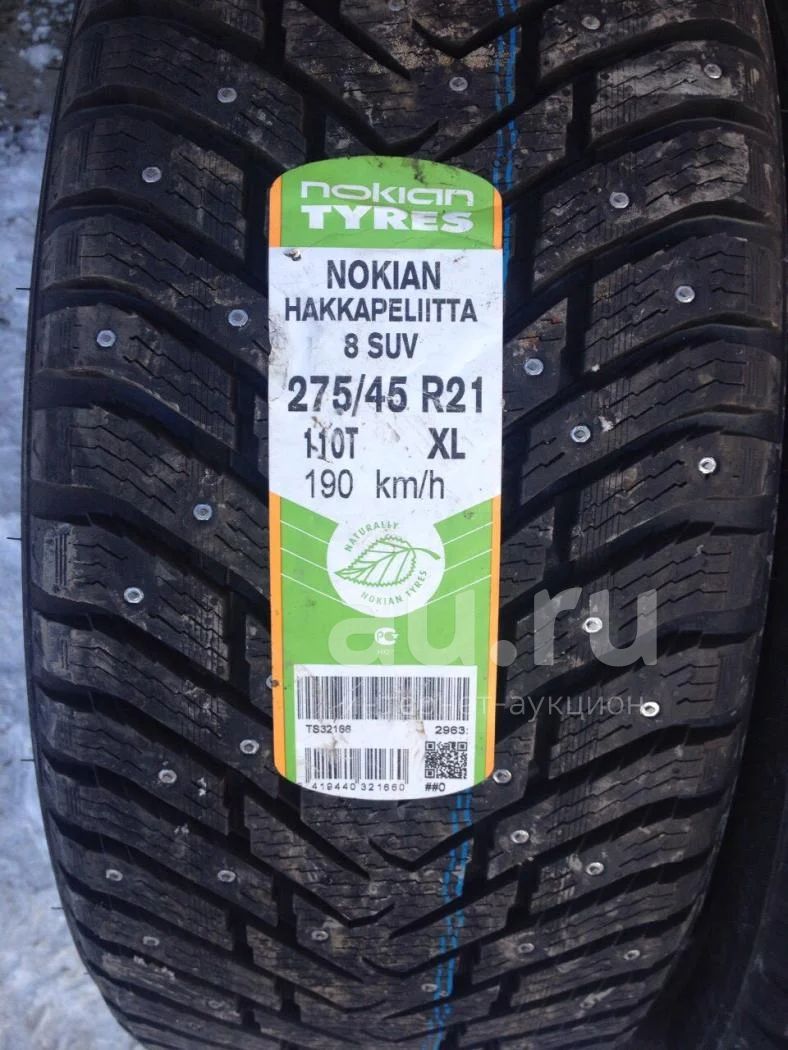 nokian
TYRES
NOKIAN
HAKKAPELIITTA
8 SUV
275/45 R21
110T XL
190 km/h
NATURALLY
NOKIAN TYRES
au.ru
интернет-аукцион
TS32166 2963:
419440 321660 ##0